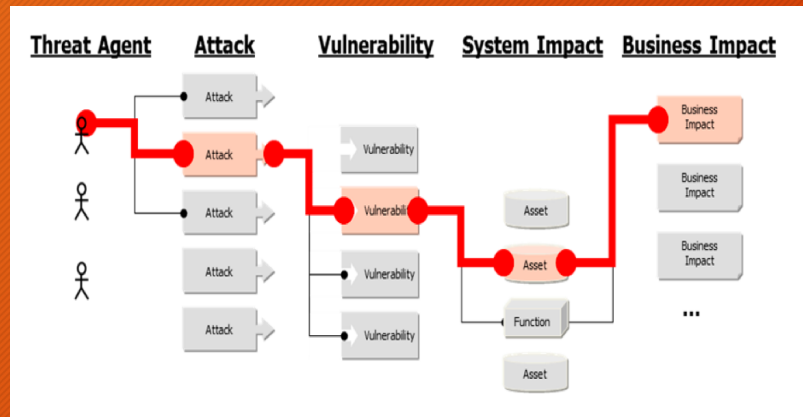 Threat Agent Attack Vulnerability System Impact Business Impact
Attack
Attack
Attack
Attack
Attack
Vulnerability
Vulnerability
Vulnerability
Vulnerability
Asset
Asset
Function
Asset
Business
Impact
Business
Impact
Business
Impact
...